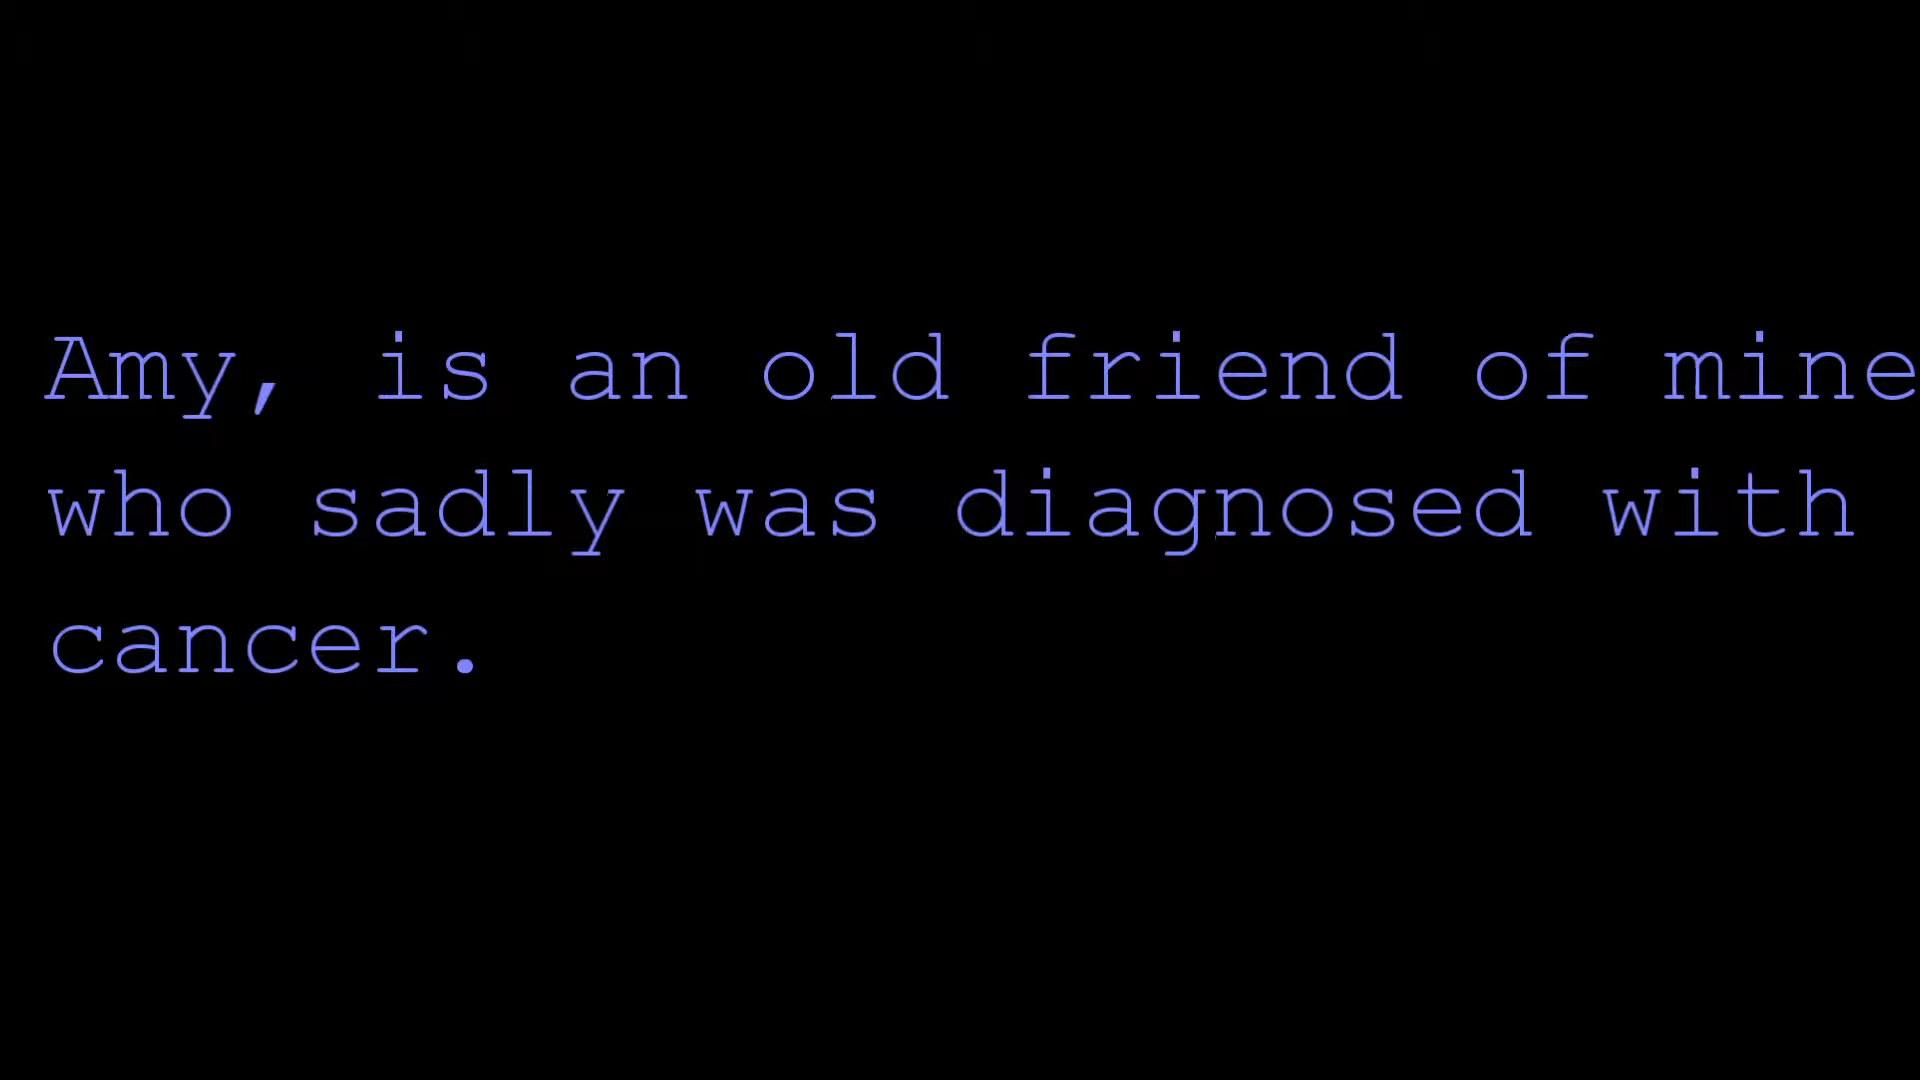 Amy, is an old friend of mine
who sadly was diagnosed with
cancer.